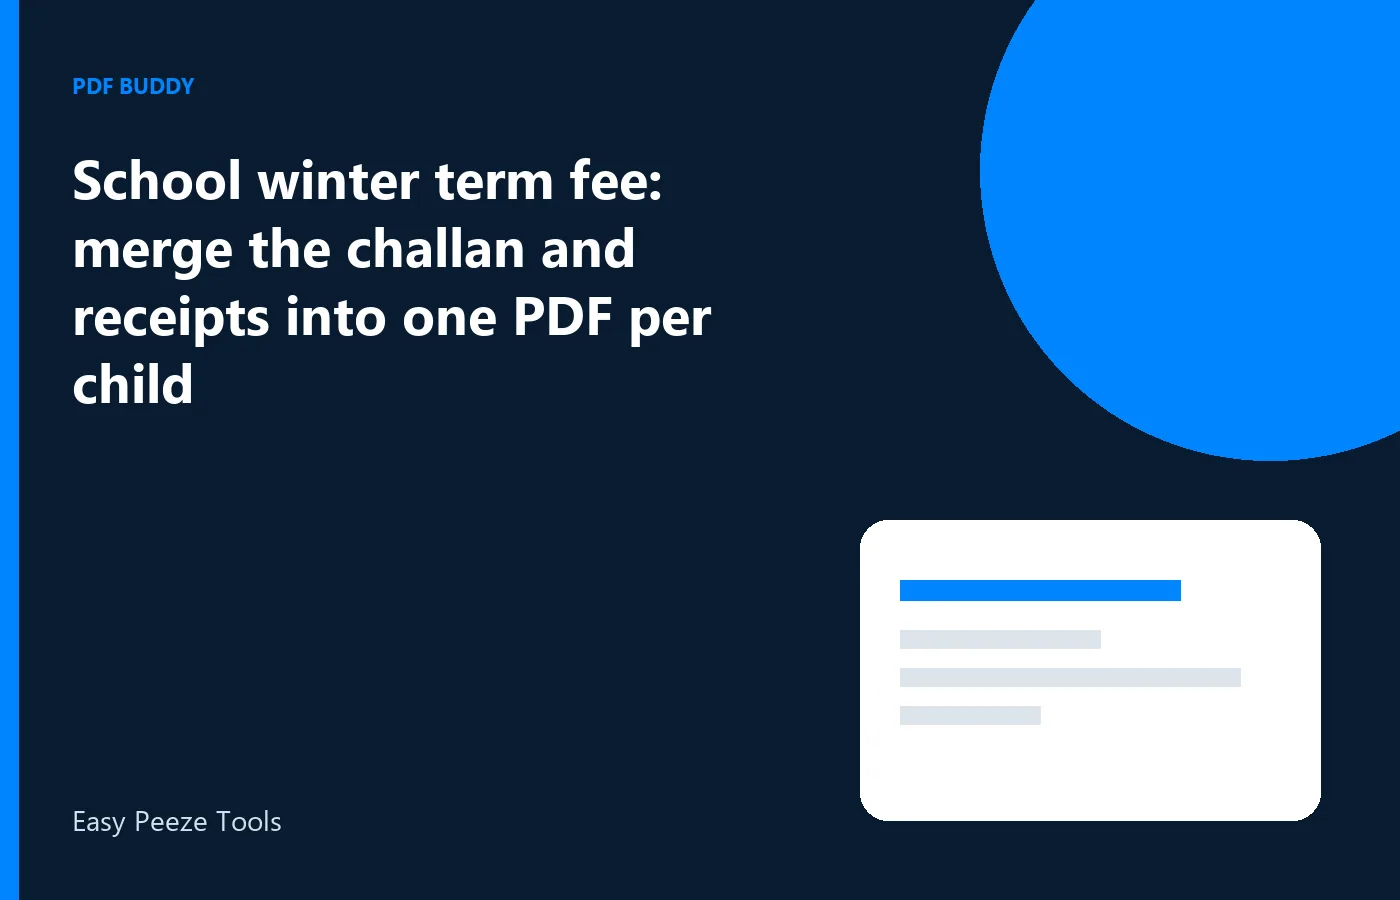 PDF BUDDY
School winter term fee:
merge the challan and
receipts into one PDF per
child
Easy Peeze Tools